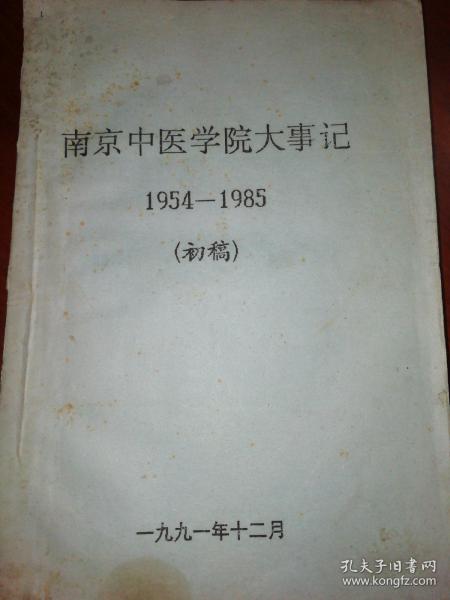 南京中医学院大事记
1954—1985
(初稿)
一九九一年十二月
孔夫子旧书网
www.kongfz.com